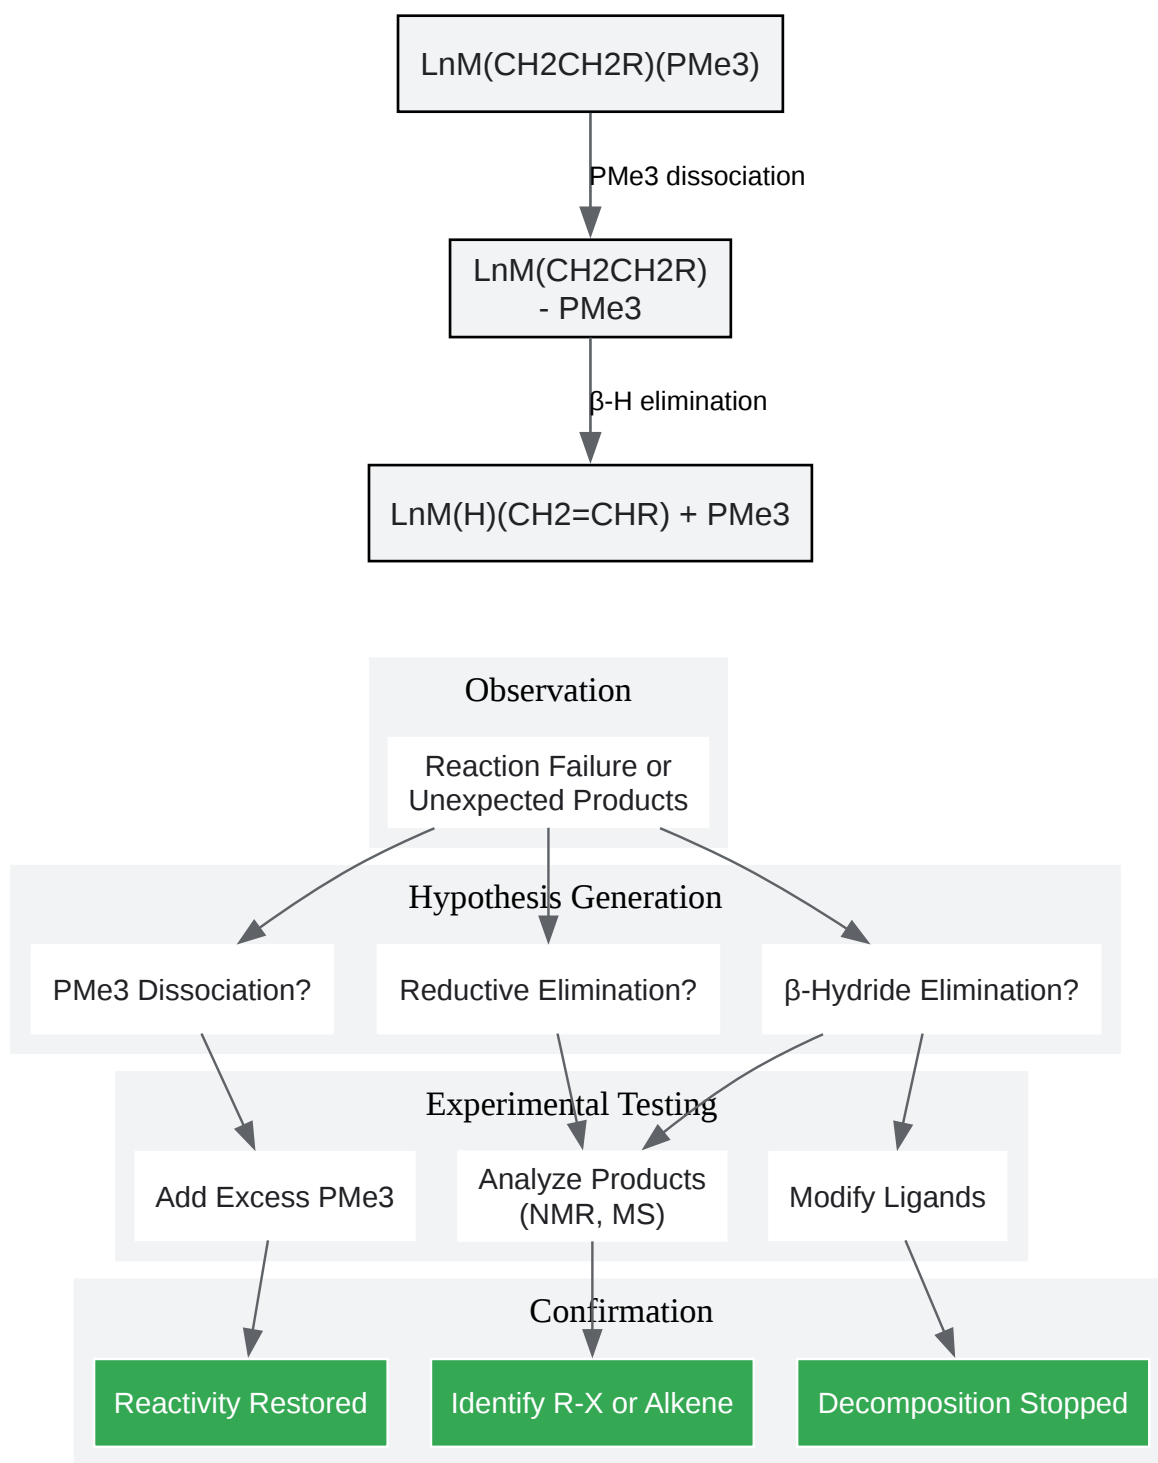 LnM(CH2CH2R)(PMe3)
PMe3 dissociation
LnM(CH2CH2R)
- PMe3
β-H elimination
LnM(H)(CH2=CHR) + PMe3
Observation
Reaction Failure or
Unexpected Products
Hypothesis Generation
PMe3 Dissociation?
Reductive Elimination?
β-Hydride Elimination?
Experimental Testing
Add Excess PMe3
Analyze Products
(NMR, MS)
Modify Ligands
Confirmation
Reactivity Restored
Identify R-X or Alkene
Decomposition Stopped